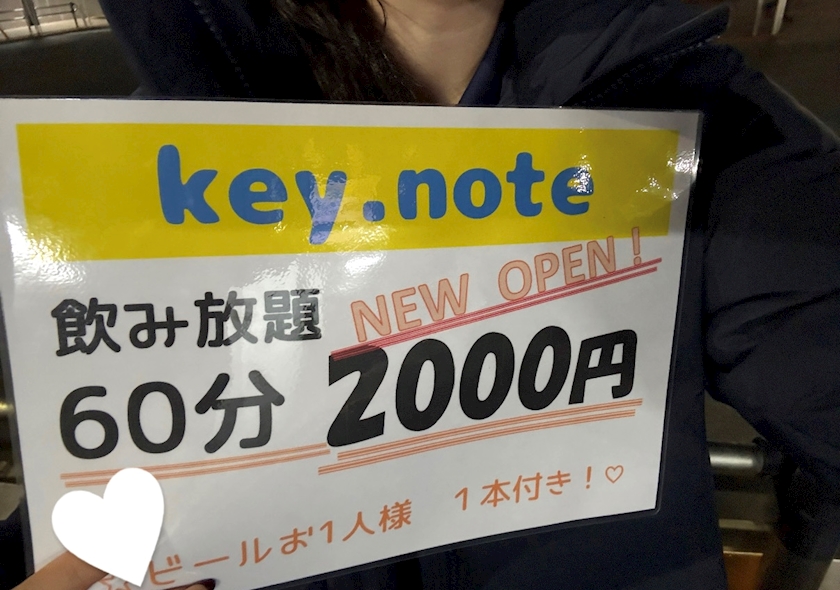 key.note
NEW OPEN!
飲み放題
60分 2000円
ビールお1人様 1本付き!♡